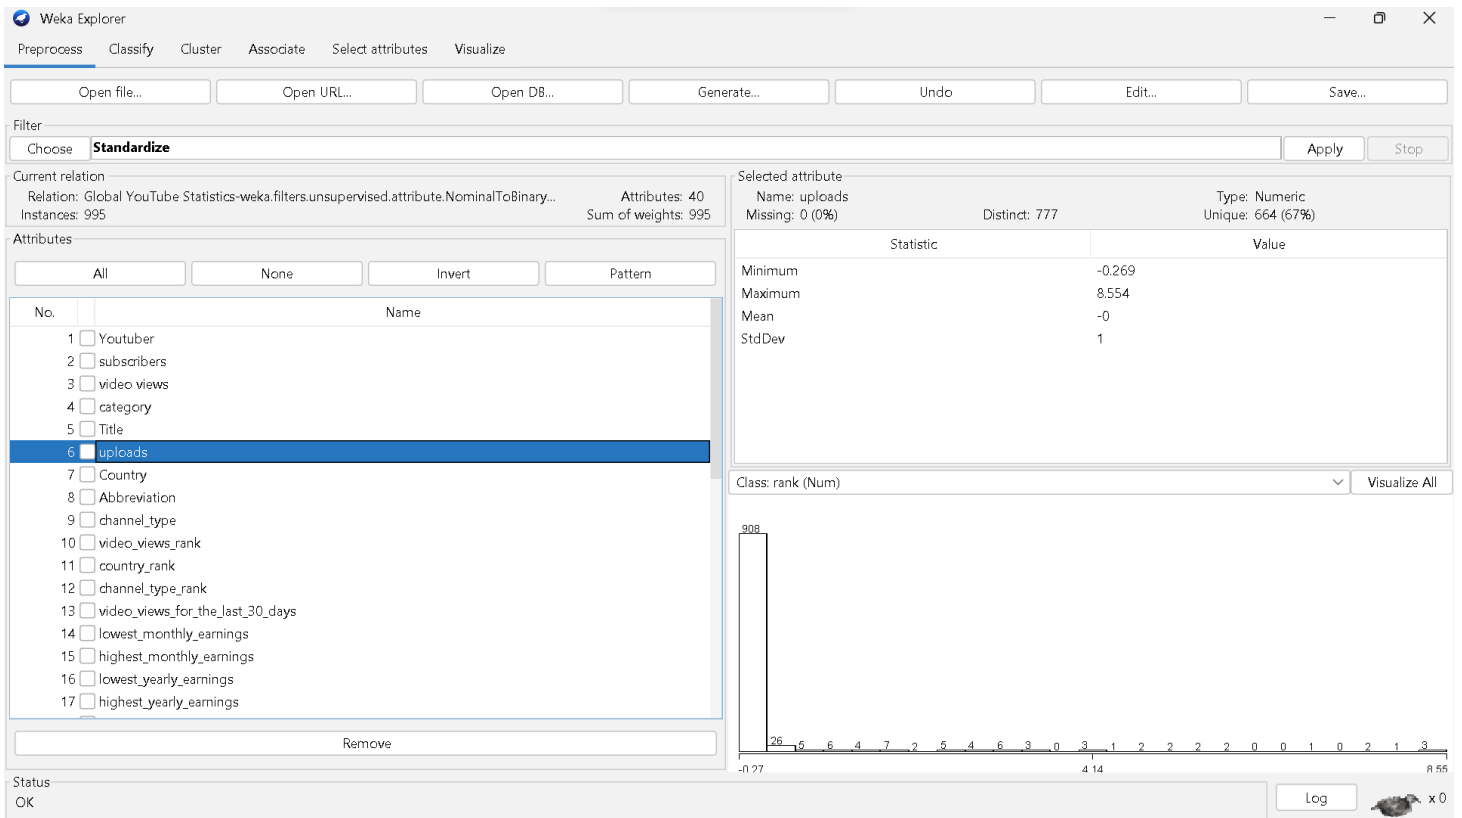 Weka Explorer
Preprocess Classify Cluster Associate Select attributes Visualize
Open file... Open URL... Open DB... Generate... Undo Edit... Save...
Filter
Choose Standardize Apply Stop
Current relation
Relation: Global YouTube Statistics-weka.filters.unsupervised.attribute.NominalToBinary... Attributes: 40
Instances: 995 Sum of weights: 995
Attributes
All None Invert Pattern
No. Name
1 Youtuber
2 subscribers
3 video views
4 category
5 Title
6 uploads
7 Country
8 Abbreviation
9 channel_type
10 video_views_rank
11 country_rank
12 channel_type_rank
13 video_views_for_the_last_30_days
14 lowest_monthly_earnings
15 highest_monthly_earnings
16 lowest_yearly_earnings
17 highest_yearly_earnings
Remove
Selected attribute
Name: uploads Type: Numeric
Missing: 0 (0%) Distinct: 777 Unique: 664 (67%)
Statistic Value
Minimum -0.269
Maximum 8.554
Mean -0
StdDev 1
Class: rank (Num) Visualize All
908
26 5 6 4 7 2 5 4 6 3 0 3 1 2 2 2 2 0 0 1 0 2 1 3
-0.27 4.14 8.55
Status
OK
Log x 0